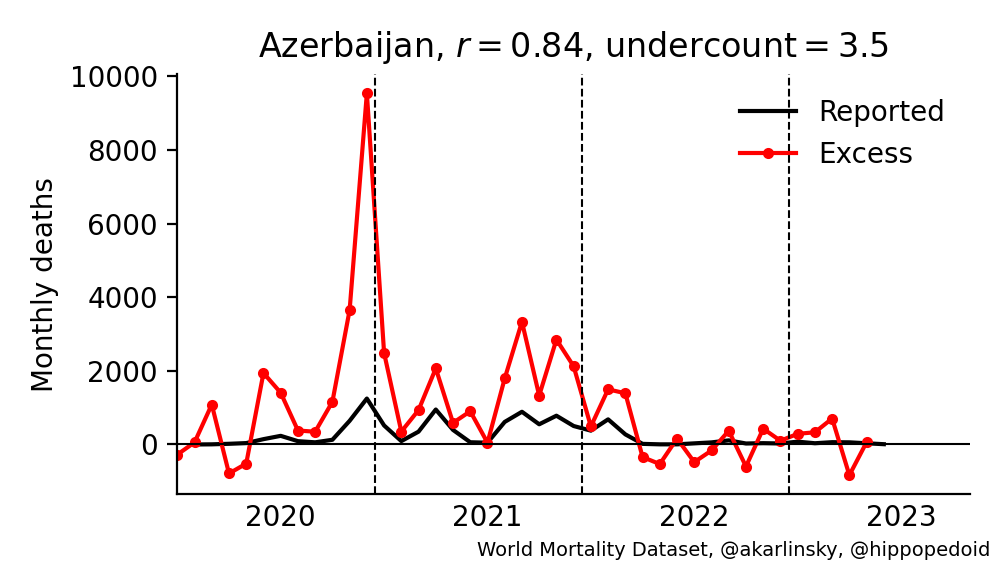 Azerbaijan, r = 0.84, undercount = 3.5
10000
8000
6000
4000
2000
0
Monthly deaths
Reported
Excess
2020 2021 2022 2023
World Mortality Dataset, @akarlinsky, @hippopedoid